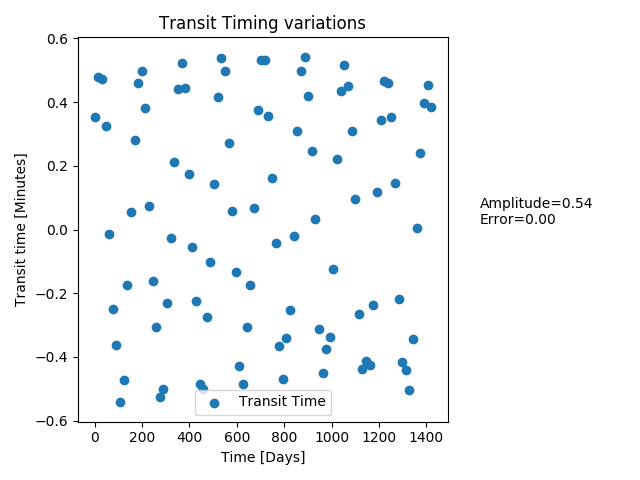 Transit Timing variations
0.6
0.4
0.2
0.0
−0.2
−0.4
−0.6
Transit time [Minutes]
Amplitude=0.54
Error=0.00
Transit Time
0 200 400 600 800 1000 1200 1400
Time [Days]